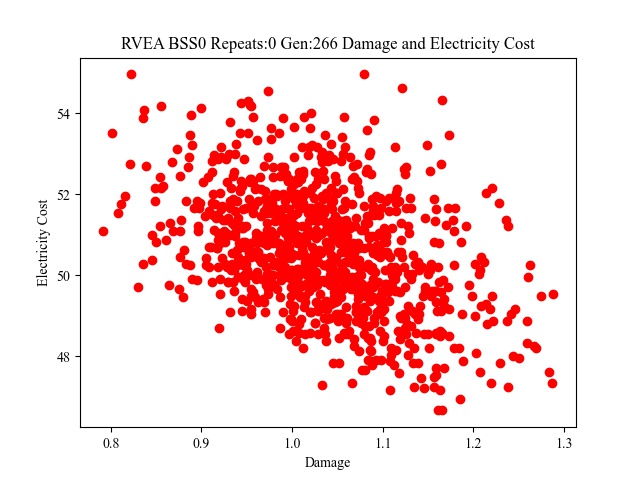 RVEA BSS0 Repeats:0 Gen:266 Damage and Electricity Cost
Electricity Cost
54
52
50
48
0.8 0.9 1.0 1.1 1.2 1.3
Damage